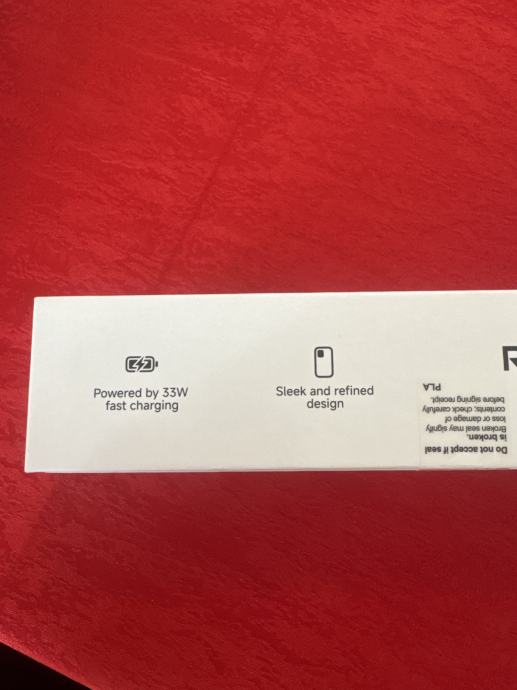 Powered by 33W
fast charging
Sleek and refined
design
Do not accept if seal
is broken.
Broken seal may signify
loss or damage of
contents; check carefully
before signing receipt.
PLA